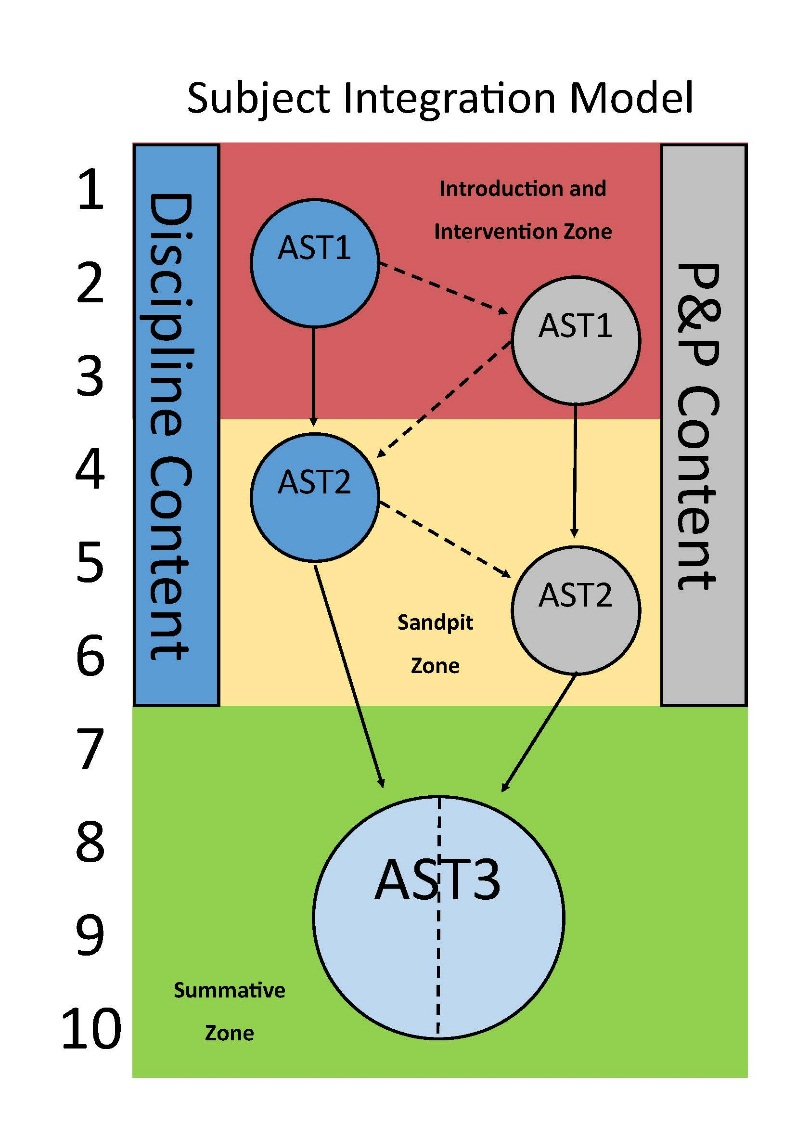 Subject Integration Model
1
2
3
4
5
6
7
8
9
10
Discipline Content
P&P Content
Introduction and
Intervention Zone
AST1
AST1
AST2
AST2
Sandpit
Zone
AST3
Summative
Zone